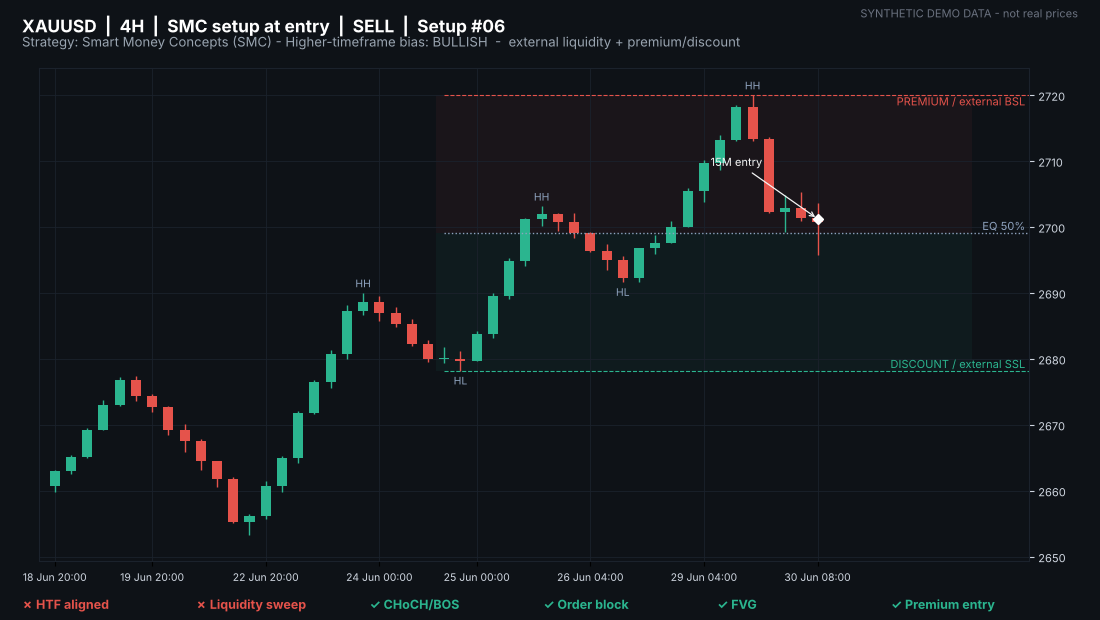 XAUUSD | 4H | SMC setup at entry | SELL | Setup #06
SYNTHETIC DEMO DATA - not real prices
Strategy: Smart Money Concepts (SMC) - Higher-timeframe bias: BULLISH - external liquidity + premium/discount
HH
2720
PREMIUM / external BSL
15M entry
2710
HH
2700
EQ 50%
HH
HL
2690
2680
DISCOUNT / external SSL
HL
2670
2660
2650
18 Jun 20:00
19 Jun 20:00
22 Jun 20:00
24 Jun 00:00
25 Jun 00:00
26 Jun 04:00
29 Jun 04:00
30 Jun 08:00
× HTF aligned
× Liquidity sweep
✓ CHoCH/BOS
✓ Order block
✓ FVG
✓ Premium entry